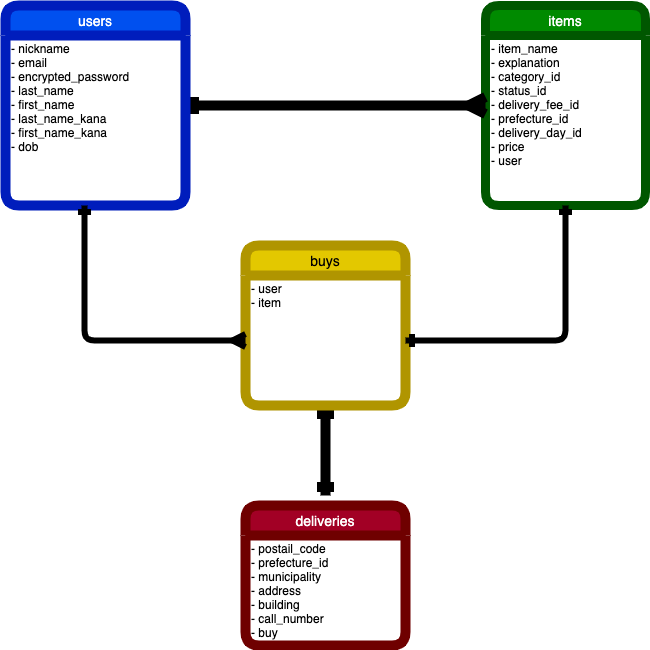 users
- nickname
- email
- encrypted_password
- last_name
- first_name
- last_name_kana
- first_name_kana
- dob
items
- item_name
- explanation
- category_id
- status_id
- delivery_fee_id
- prefecture_id
- delivery_day_id
- price
- user
buys
- user
- item
deliveries
- postail_code
- prefecture_id
- municipality
- address
- building
- call_number
- buy